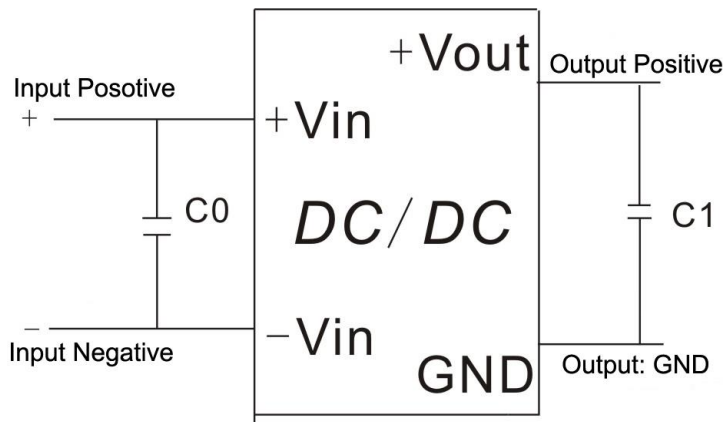 +Vout
Output Positive
Input Posotive
+
+Vin
C0
DC/DC
C1
−
−Vin
Input Negative
GND
Output: GND